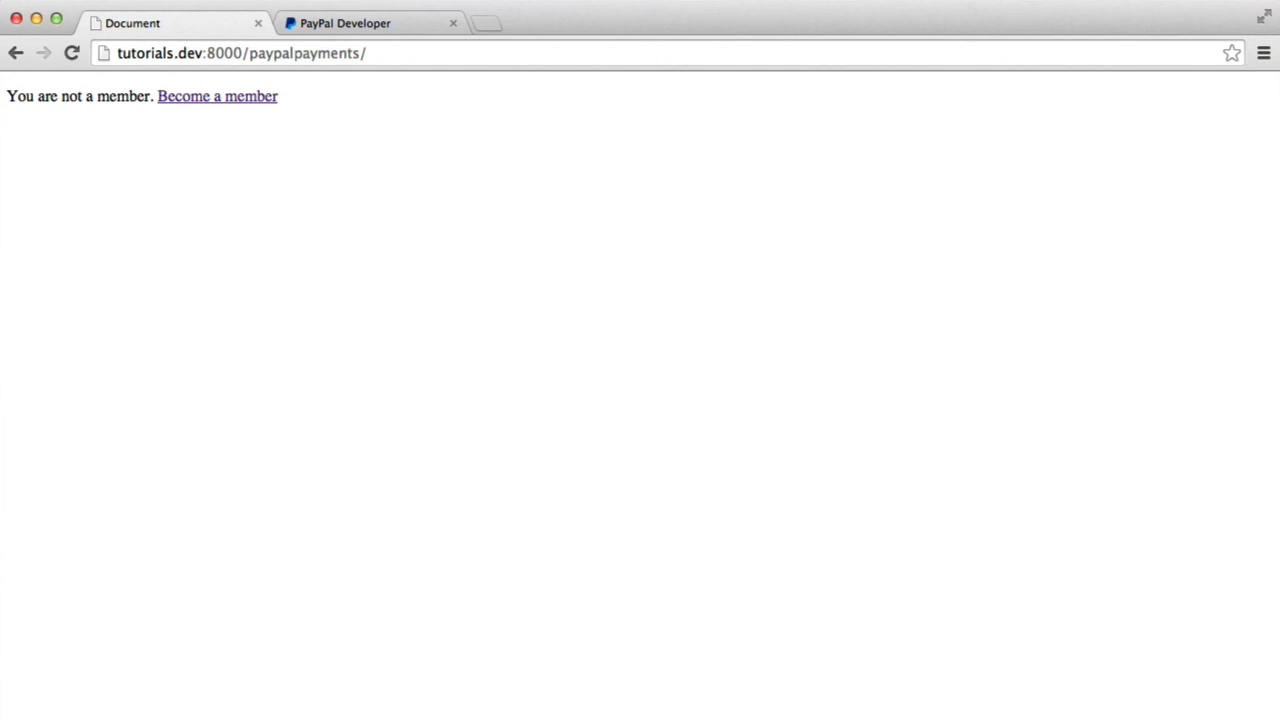 Document
PayPal Developer
tutorials.dev:8000/paypalpayments/
You are not a member. Become a member